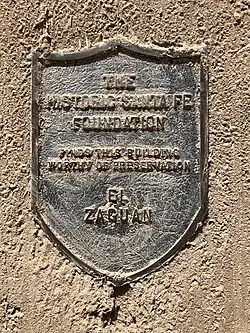 THE
HISTORIC SANTA FE
FOUNDATION
FINDS THIS BUILDING
WORTHY OF PRESERVATION
EL
ZAGUAN